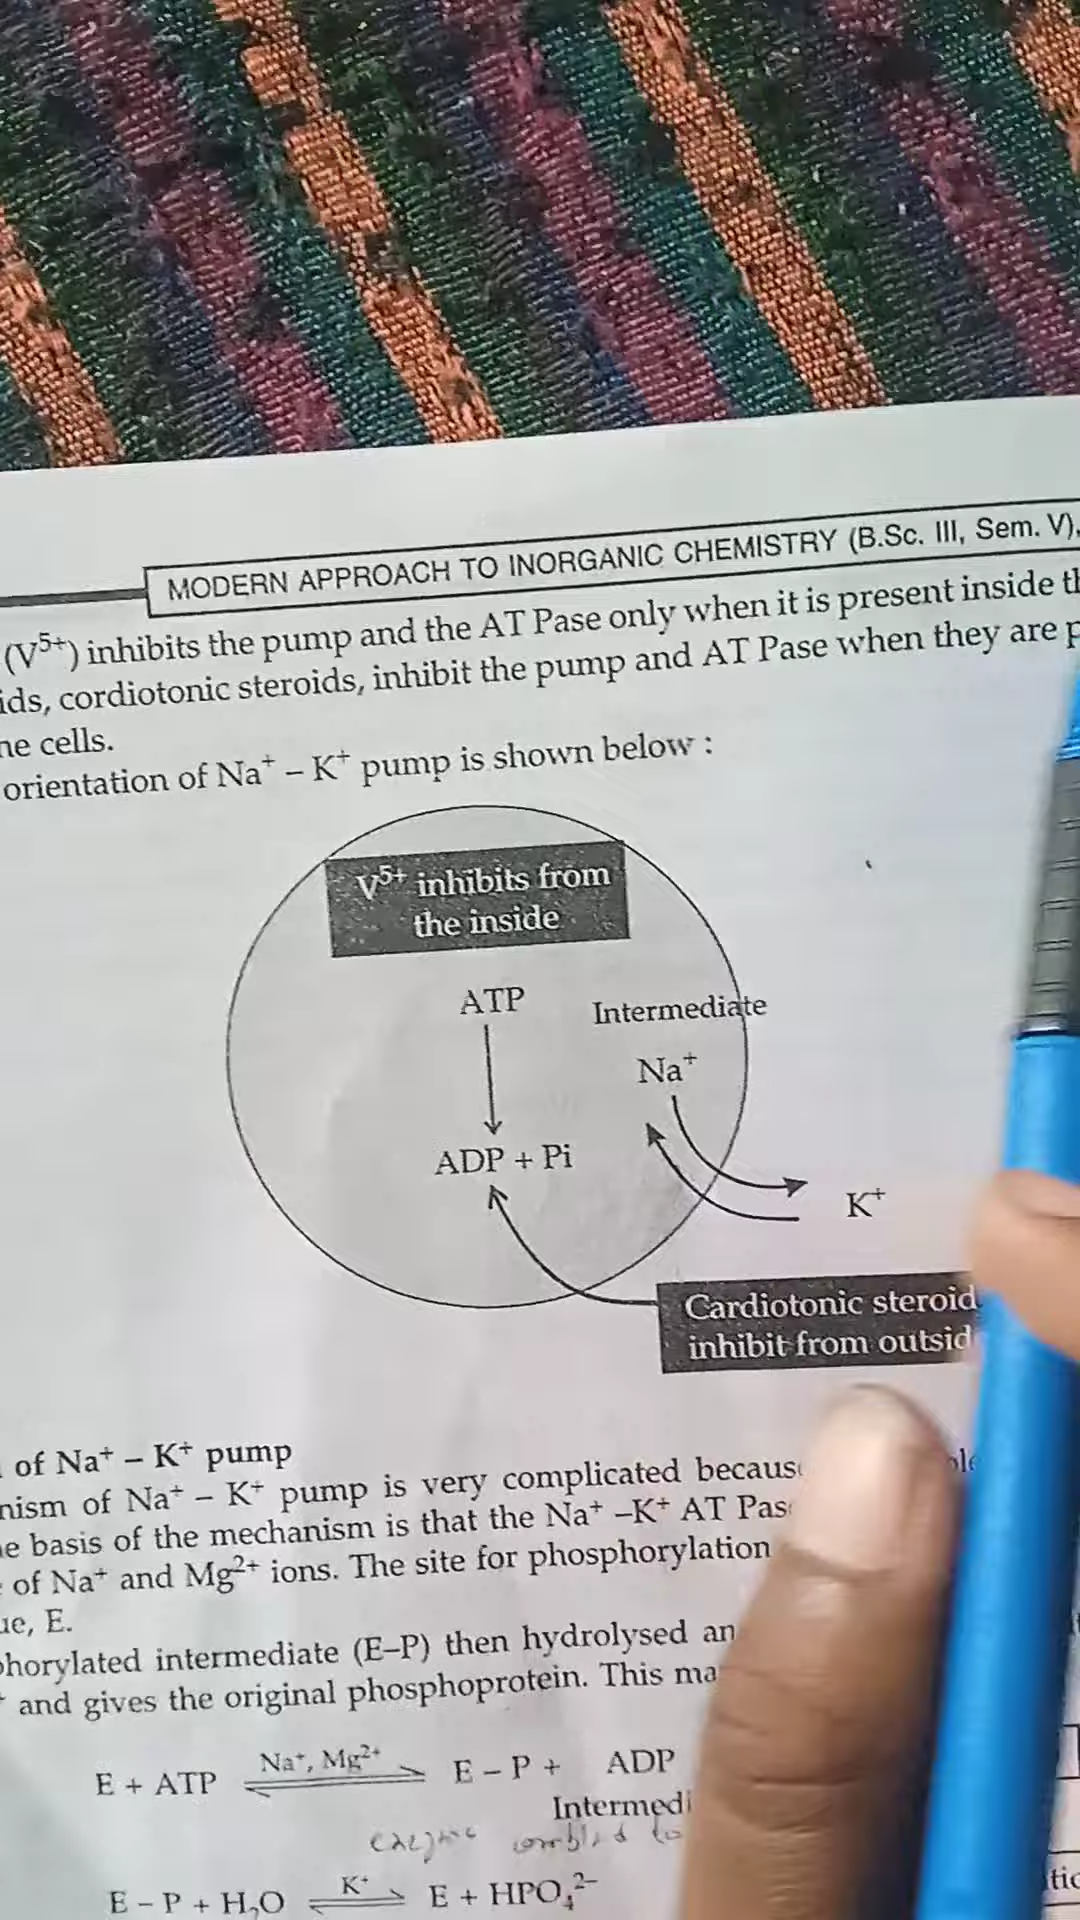 MODERN APPROACH TO INORGANIC CHEMISTRY (B.Sc. III, Sem. V),
(V⁵⁺) inhibits the pump and the AT Pase only when it is present inside
ids, cordiotonic steroids, inhibit the pump and AT Pase when they are
cells.
orientation of Na⁺ – K⁺ pump is shown below :
V⁵⁺ inhibits from
the inside
ATP
Intermediate
Na⁺
ADP + Pi
K⁺
Cardiotonic steroid
inhibit from outsid
of Na⁺ – K⁺ pump
nism of Na⁺ – K⁺ pump is very complicated becaus
basis of the mechanism is that the Na⁺ –K⁺ AT Pas
of Na⁺ and Mg²⁺ ions. The site for phosphorylation
ue, E.
phorylated intermediate (E–P) then hydrolysed an
and gives the original phosphoprotein. This ma
E + ATP Na⁺, Mg²⁺ E – P + ADP
Intermedi
E – P + H₂O K⁺ E + HPO₄²⁻
tic